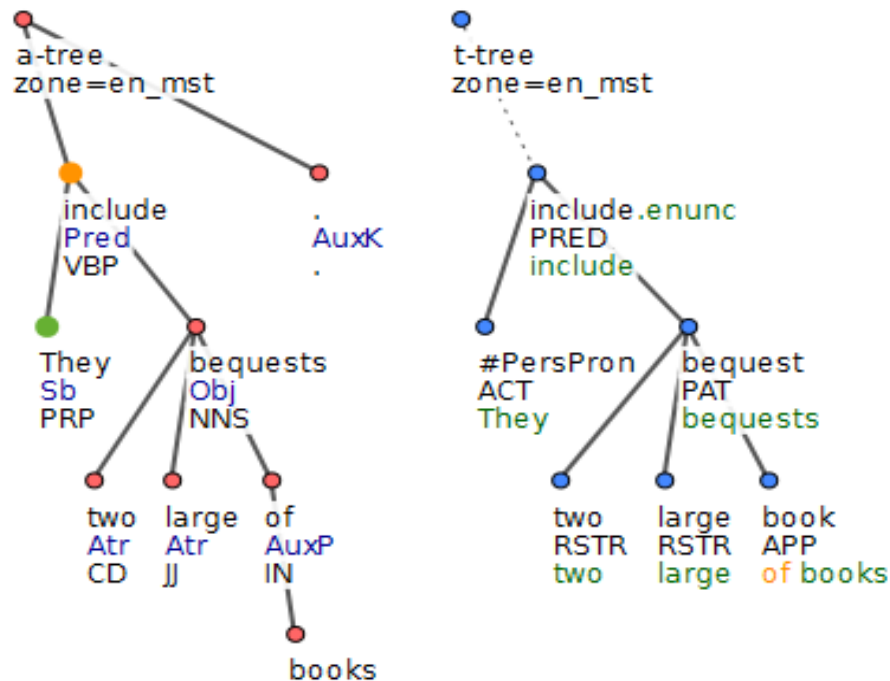 a-tree
zone=en_mst
include
Pred
VBP
.
AuxK
.
They
Sb
PRP
bequests
Obj
NNS
two
Atr
CD
large
Atr
JJ
of
AuxP
IN
books
t-tree
zone=en_mst
include.enunc
PRED
include
#PersPron
ACT
They
bequest
PAT
bequests
two
RSTR
two
large
RSTR
large
book
APP
of books